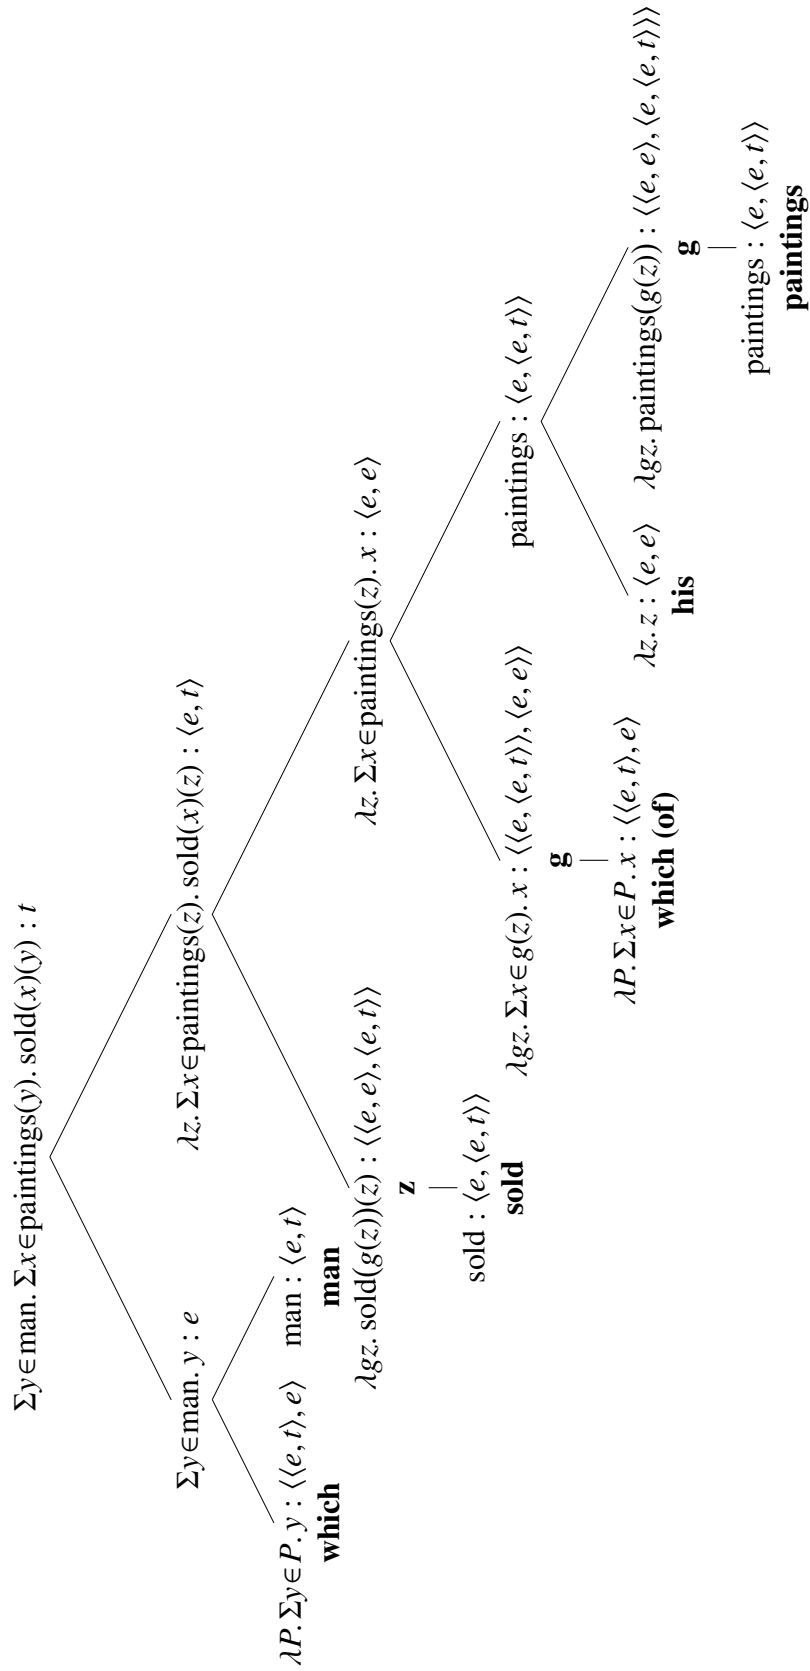 Σy∈man. Σx∈paintings(y). sold(x)(y) : t
Σy∈man. y : e
λz. Σx∈paintings(z). sold(x)(z) : ⟨e, t⟩
λP. Σy∈P. y : ⟨⟨e, t⟩, e⟩
which
man : ⟨e, t⟩
man
λgz. sold(g(z))(z) : ⟨⟨e, e⟩, ⟨e, t⟩⟩
z
sold : ⟨e, ⟨e, t⟩⟩
sold
λz. Σx∈paintings(z). x : ⟨e, e⟩
λgz. Σx∈g(z). x : ⟨⟨e, ⟨e, t⟩⟩, ⟨e, e⟩⟩
g
λP. Σx∈P. x : ⟨⟨e, t⟩, e⟩
which (of)
paintings : ⟨e, ⟨e, t⟩⟩
λz. z : ⟨e, e⟩
his
λgz. paintings(g(z)) : ⟨⟨e, e⟩, ⟨e, ⟨e, t⟩⟩⟩
g
paintings : ⟨e, ⟨e, t⟩⟩
paintings